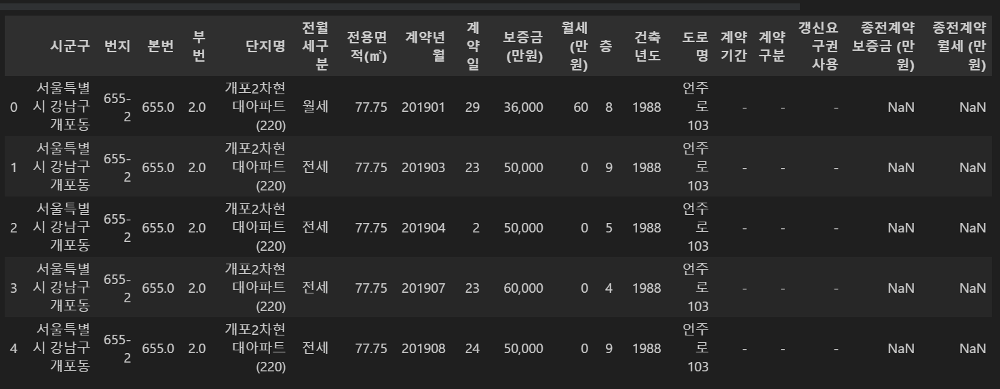 시군구 번지 본번 부번 단지명 전월세구분 전용면적(㎡) 계약년월 계약일 보증금(만원) 월세(만원) 층 건축년도 도로명 계약기간 계약구분 갱신요구권사용 종전계약보증금 (만원) 종전계약월세 (만원)
0 서울특별시 강남구 개포동 655-2 655.0 2.0 개포2차현대아파트(220) 월세 77.75 201901 29 36,000 60 8 1988 언주로 103 - - - NaN NaN
1 서울특별시 강남구 개포동 655-2 655.0 2.0 개포2차현대아파트(220) 전세 77.75 201903 23 50,000 0 9 1988 언주로 103 - - - NaN NaN
2 서울특별시 강남구 개포동 655-2 655.0 2.0 개포2차현대아파트(220) 전세 77.75 201904 2 50,000 0 5 1988 언주로 103 - - - NaN NaN
3 서울특별시 강남구 개포동 655-2 655.0 2.0 개포2차현대아파트(220) 전세 77.75 201907 23 60,000 0 4 1988 언주로 103 - - - NaN NaN
4 서울특별시 강남구 개포동 655-2 655.0 2.0 개포2차현대아파트(220) 전세 77.75 201908 24 50,000 0 9 1988 언주로 103 - - - NaN NaN